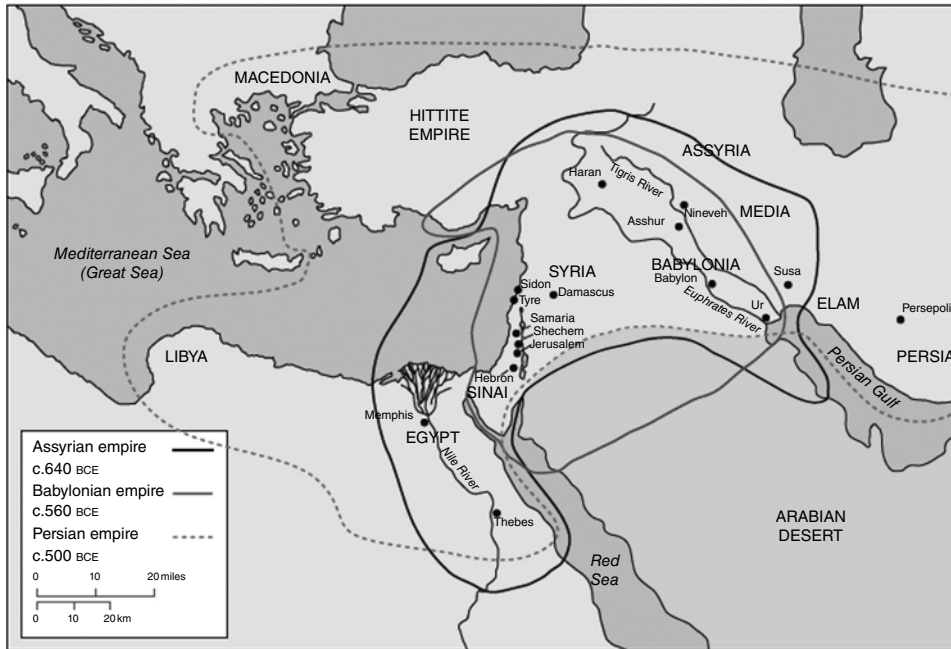 MACEDONIA
HITTITE
EMPIRE
ASSYRIA
Haran
Tigris River
MEDIA
Nineveh
Asshur
Mediterranean Sea
(Great Sea)
SYRIA
BABYLONIA
Babylon
Susa
Sidon
Damascus
Tyre
Euphrates River
Ur
ELAM
Persepoli
Samaria
Shechem
Jerusalem
LIBYA
PERSIA
Persian Gulf
Hebron
SINAI
Memphis
EGYPT
Nile River
Thebes
ARABIAN
DESERT
Red
Sea
Assyrian empire
c.640 BCE
Babylonian empire
c.560 BCE
Persian empire
c.500 BCE
0 10 20 miles
0 10 20 km